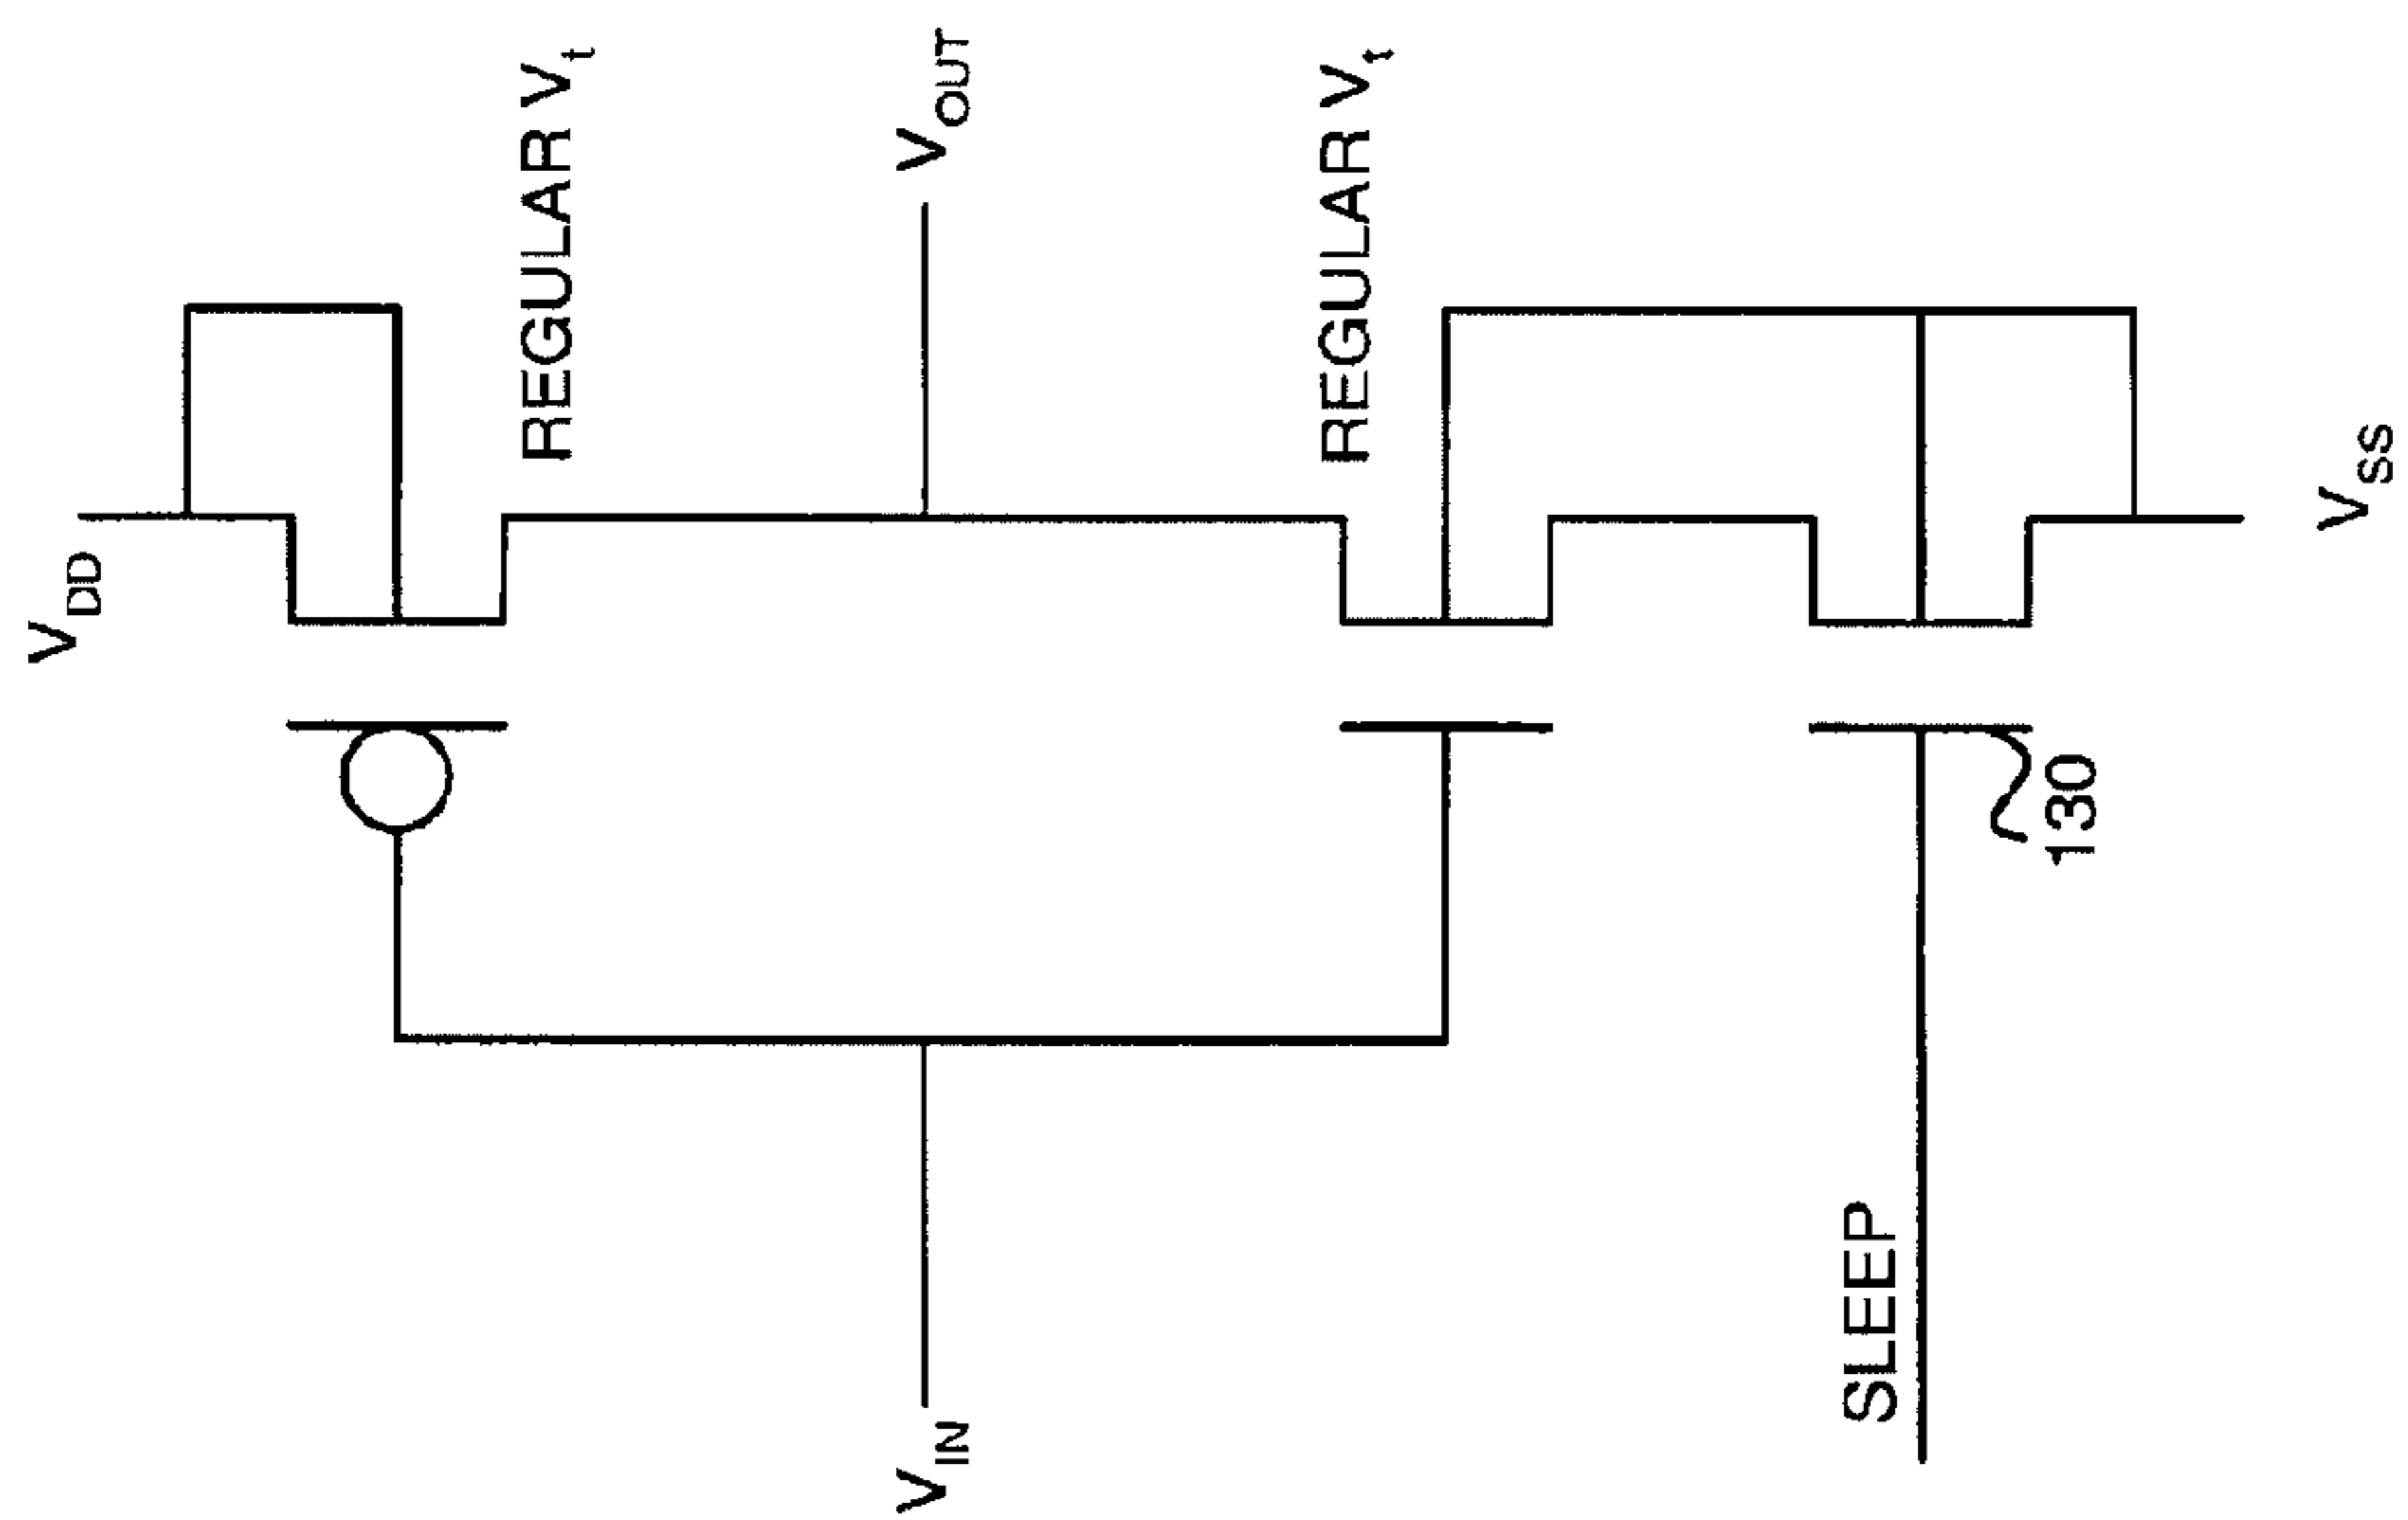 V_DD
REGULAR V_t
V_IN
V_OUT
REGULAR V_t
SLEEP
130
V_SS